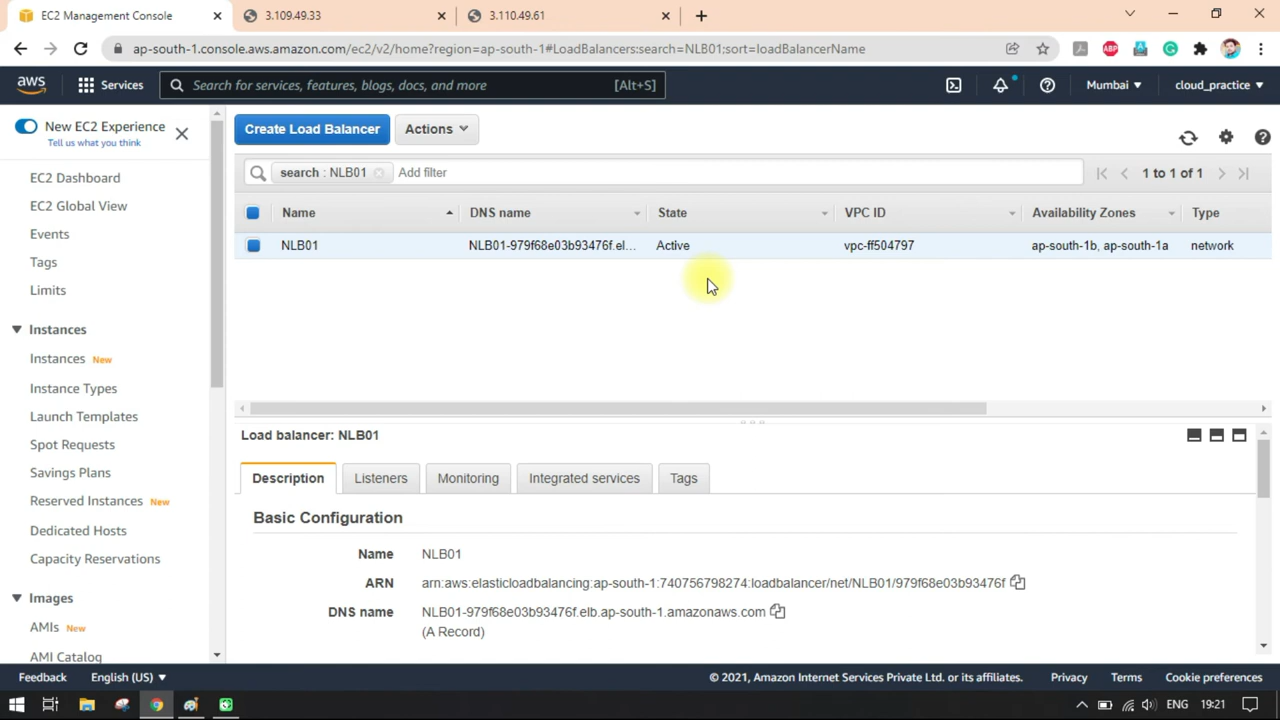 EC2 Management Console
3.109.49.33
3.110.49.61
ap-south-1.console.aws.amazon.com/ec2/v2/home?region=ap-south-1#LoadBalancers:search=NLB01;sort=loadBalancerName
ABP
aws
Services
Search for services, features, blogs, docs, and more
[Alt+S]
Mumbai
cloud_practice
New EC2 Experience
Tell us what you think
EC2 Dashboard
EC2 Global View
Events
Tags
Limits
Instances
Instances New
Instance Types
Launch Templates
Spot Requests
Savings Plans
Reserved Instances New
Dedicated Hosts
Capacity Reservations
Images
AMIs New
AMI Catalog
Create Load Balancer
Actions
search : NLB01
Add filter
1 to 1 of 1
Name DNS name State VPC ID Availability Zones Type
NLB01 NLB01-979f68e03b93476f.el... Active vpc-ff504797 ap-south-1b, ap-south-1a network
Load balancer: NLB01
Description Listeners Monitoring Integrated services Tags
Basic Configuration
Name NLB01
ARN arn:aws:elasticloadbalancing:ap-south-1:740756798274:loadbalancer/net/NLB01/979f68e03b93476f
DNS name NLB01-979f68e03b93476f.elb.ap-south-1.amazonaws.com
(A Record)
Feedback English (US) © 2021, Amazon Internet Services Private Ltd. or its affiliates. Privacy Terms Cookie preferences
ENG 19:21